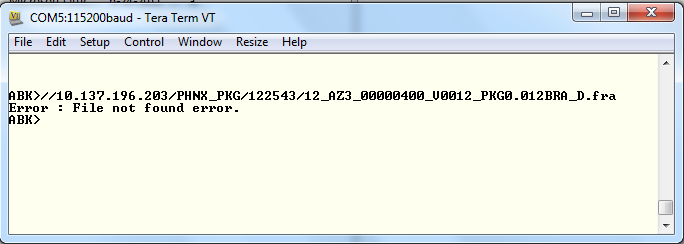 COM5:115200baud - Tera Term VT
File Edit Setup Control Window Resize Help
ABK>//10.137.196.203/PHNX_PKG/122543/12_AZ3_00000400_V0012_PKG0.012BRA_D.fra
Error : File not found error.
ABK>